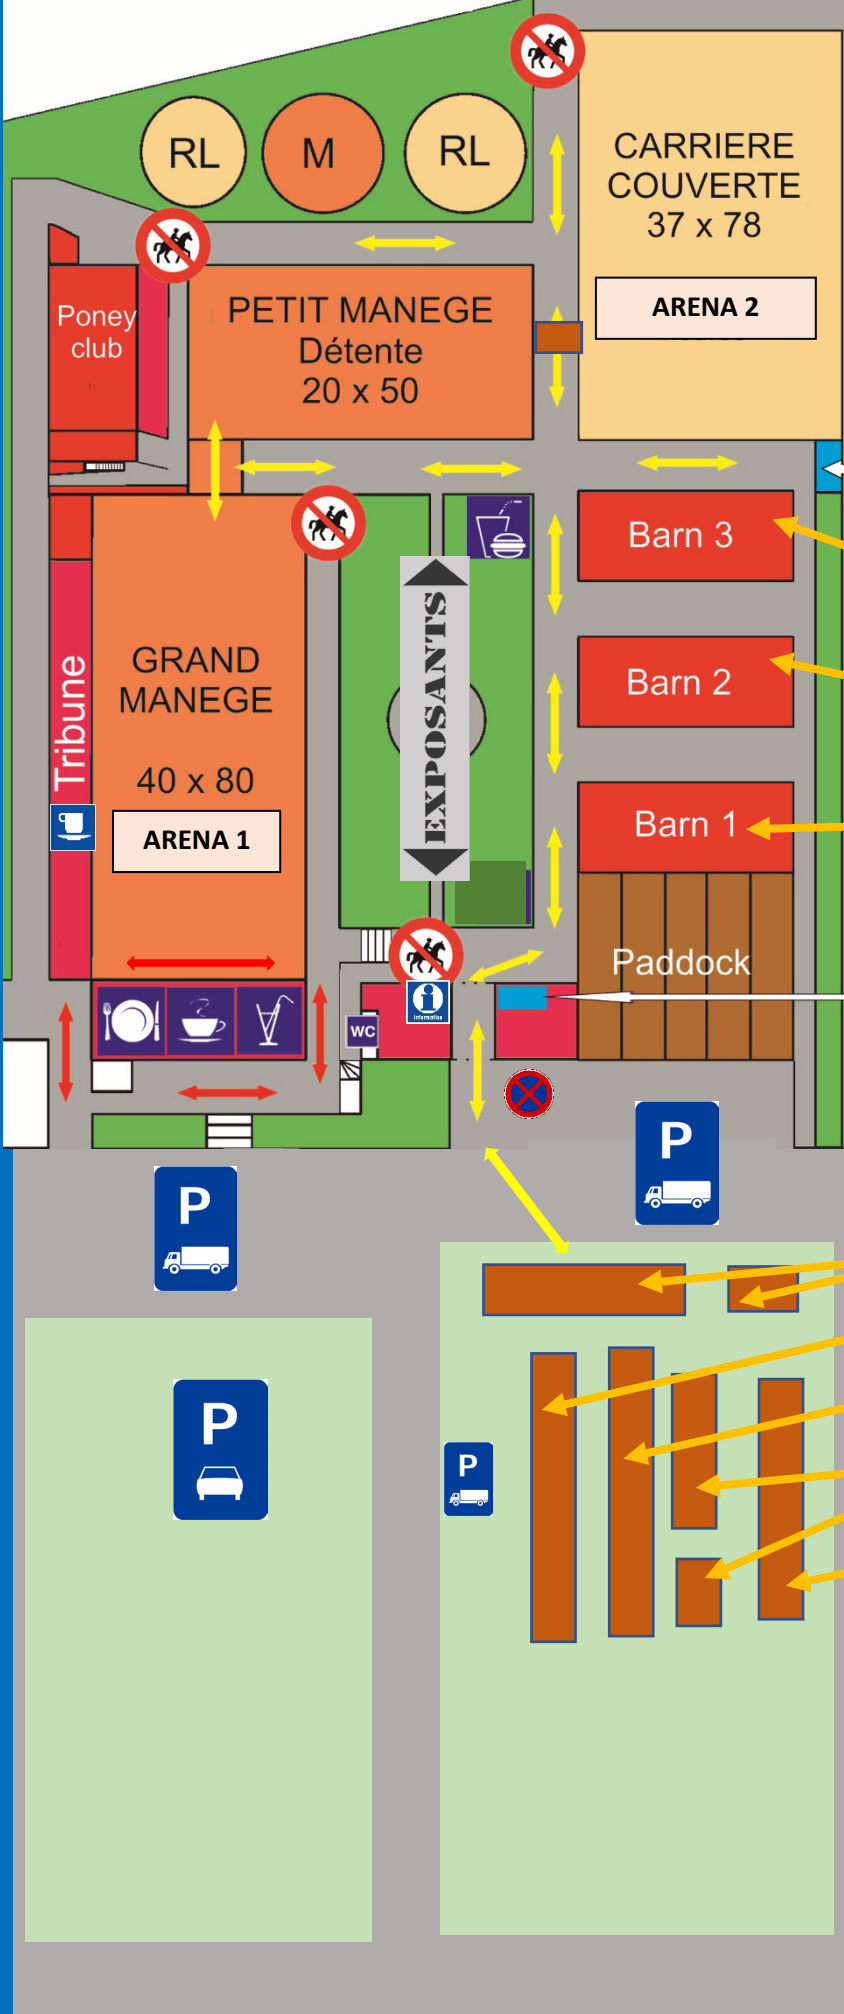 RL
M
RL
CARRIERE
COUVERTE
37 x 78
ARENA 2
Poney
club
PETIT MANEGE
Détente
20 x 50
Barn 3
EXPOSANTS
GRAND
MANEGE
40 x 80
ARENA 1
Tribune
Barn 2
Barn 1
Paddock
i
Information
WC
P
P
P
P